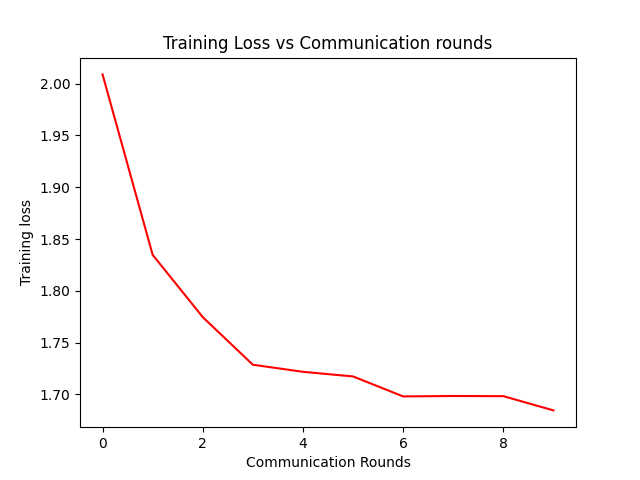 Training Loss vs Communication rounds
2.00
1.95
1.90
1.85
1.80
1.75
1.70
Training loss
0 2 4 6 8
Communication Rounds